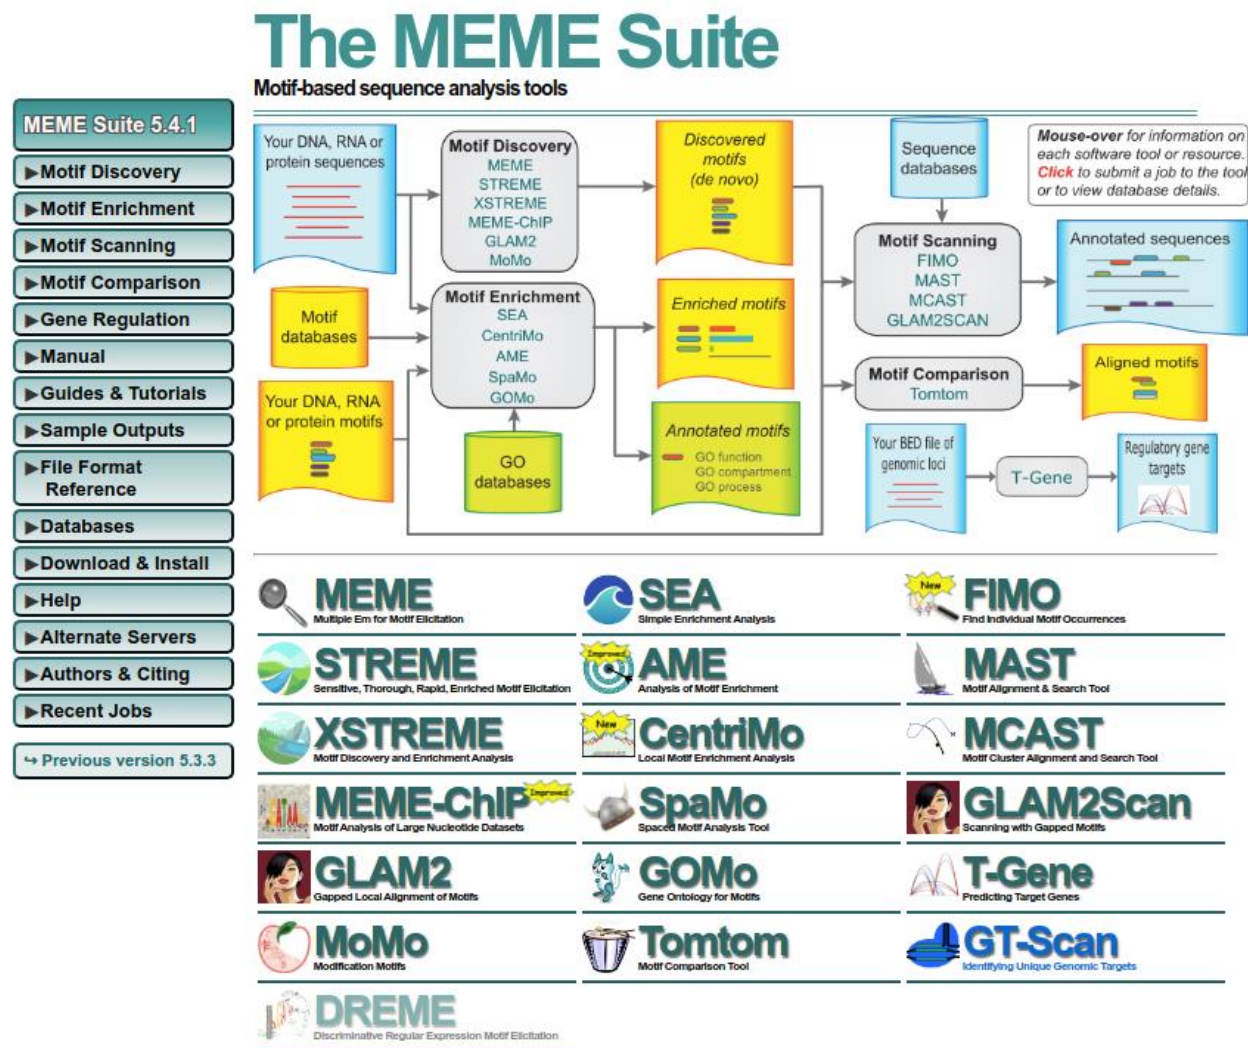 The MEME Suite
Motif-based sequence analysis tools
MEME Suite 5.4.1
▶Motif Discovery
▶Motif Enrichment
▶Motif Scanning
▶Motif Comparison
▶Gene Regulation
▶Manual
▶Guides & Tutorials
▶Sample Outputs
▶File Format
Reference
▶Databases
▶Download & Install
▶Help
▶Alternate Servers
▶Authors & Citing
▶Recent Jobs
↪ Previous version 5.3.3
Your DNA, RNA or
protein sequences
Motif
databases
Your DNA, RNA
or protein motifs
Motif Discovery
MEME
STREME
XSTREME
MEME-ChIP
GLAM2
MoMo
Motif Enrichment
SEA
CentriMo
AME
SpaMo
GOMo
GO
databases
Discovered
motifs
(de novo)
Enriched motifs
Annotated motifs
GO function
GO compartment
GO process
Sequence
databases
Mouse-over for information on
each software tool or resource.
Click to submit a job to the tool
or to view database details.
Motif Scanning
FIMO
MAST
MCAST
GLAM2SCAN
Annotated sequences
Motif Comparison
Tomtom
Aligned motifs
Your BED file of
genomic loci
T-Gene
Regulatory gene
targets
MEME
Multiple Em for Motif Elicitation
SEA
Simple Enrichment Analysis
New
FIMO
Find Individual Motif Occurrences
STREME
Sensitive, Thorough, Rapid, Enriched Motif Elicitation
Improved
AME
Analysis of Motif Enrichment
MAST
Motif Alignment & Search Tool
XSTREME
Motif Discovery and Enrichment Analysis
New
CentriMo
Local Motif Enrichment Analysis
MCAST
Motif Cluster Alignment and Search Tool
MEME-ChIP
Improved
Motif Analysis of Large Nucleotide Datasets
SpaMo
Spaced Motif Analysis Tool
GLAM2Scan
Scanning with Gapped Motifs
GLAM2
Gapped Local Alignment of Motifs
GOMo
Gene Ontology for Motifs
T-Gene
Predicting Target Genes
MoMo
Modification Motifs
Tomtom
Motif Comparison Tool
GT-Scan
Identifying Unique Genomic Targets
DREME
Discriminative Regular Expression Motif Elicitation